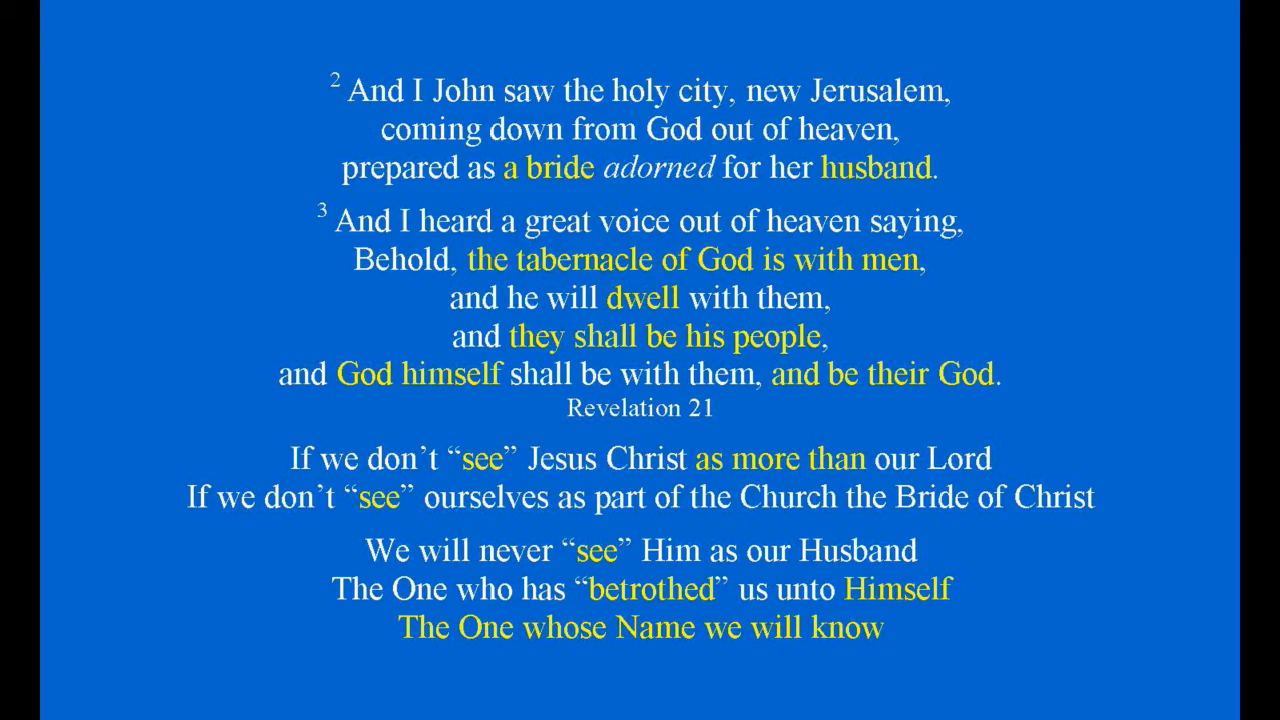 2 And I John saw the holy city, new Jerusalem,
coming down from God out of heaven,
prepared as a bride adorned for her husband.
3 And I heard a great voice out of heaven saying,
Behold, the tabernacle of God is with men,
and he will dwell with them,
and they shall be his people,
and God himself shall be with them, and be their God.
Revelation 21
If we don’t “see” Jesus Christ as more than our Lord
If we don’t “see” ourselves as part of the Church the Bride of Christ
We will never “see” Him as our Husband
The One who has “betrothed” us unto Himself
The One whose Name we will know